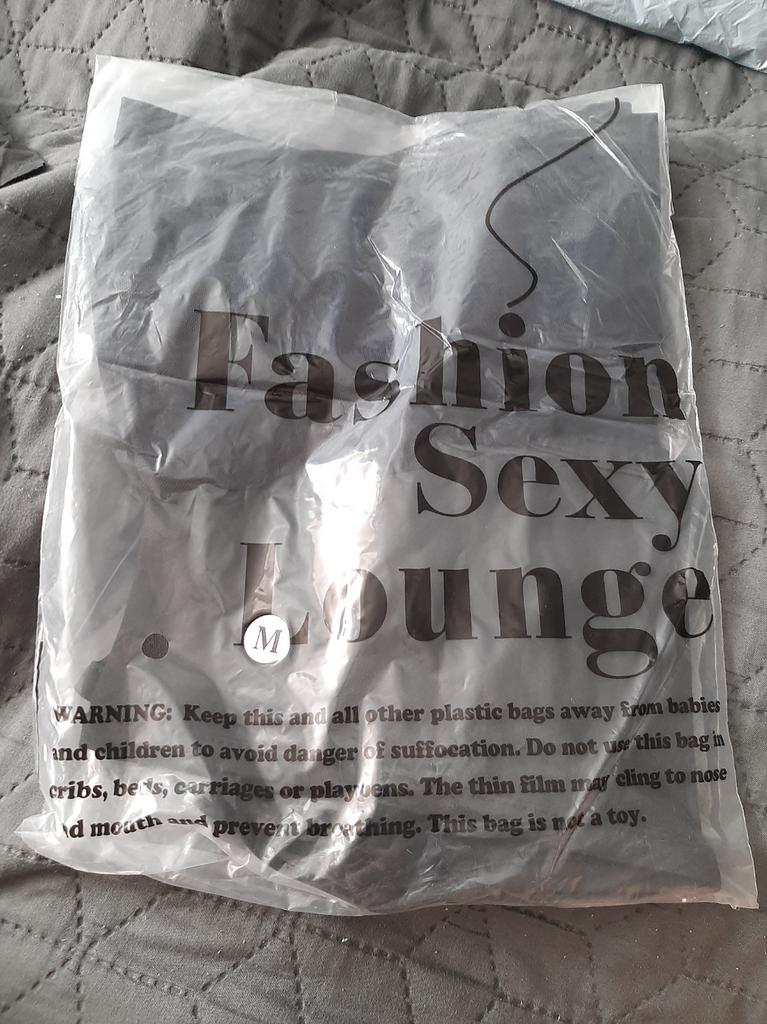 Fashion
Sexy
Lounge
M
WARNING: Keep this and all other plastic bags away from babies
and children to avoid danger of suffocation. Do not use this bag in
cribs, beds, carriages or playpens. The thin film may cling to nose
and mouth and prevent breathing. This bag is not a toy.